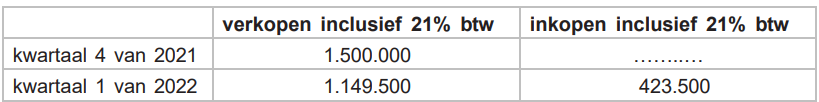 verkopen inclusief 21% btw inkopen inclusief 21% btw
kwartaal 4 van 2021 1.500.000 ………..…
kwartaal 1 van 2022 1.149.500 423.500